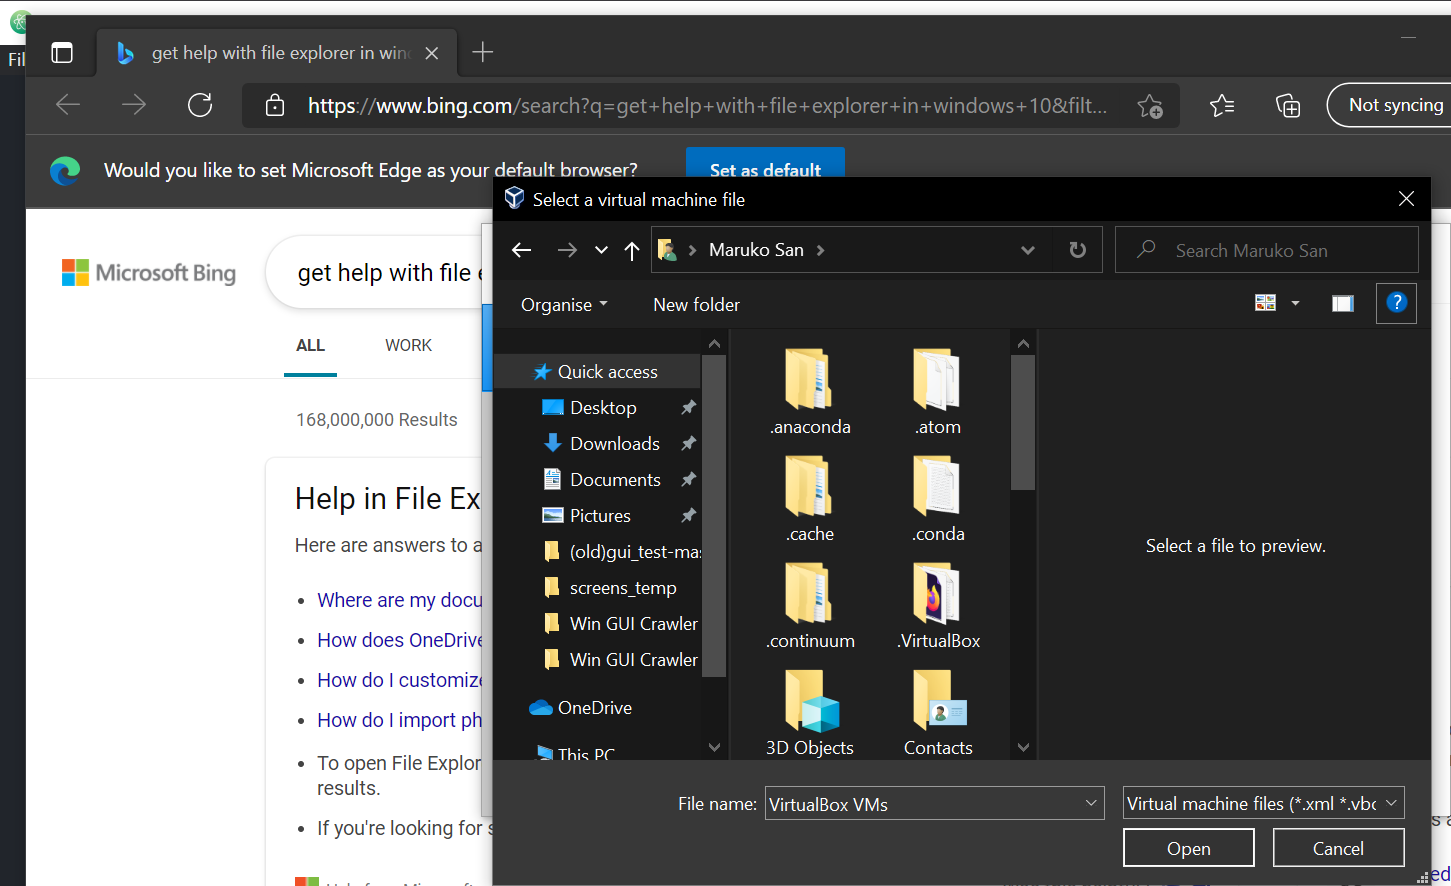 Fil
get help with file explorer in win
https://www.bing.com/search?q=get+help+with+file+explorer+in+windows+10&filt...
Not syncing
Would you like to set Microsoft Edge as your default browser?
Set as default
Microsoft Bing
get help with file e
ALL
WORK
168,000,000 Results
Help in File Ex
Here are answers to a
Where are my docu
How does OneDrive
How do I customize
How do I import ph
To open File Explor
results.
If you're looking for s
Select a virtual machine file
Maruko San
Search Maruko San
Organise
New folder
Quick access
Desktop
Downloads
Documents
Pictures
(old)gui_test-mas
screens_temp
Win GUI Crawler
Win GUI Crawler
OneDrive
This PC
.anaconda
.atom
.cache
.conda
.continuum
.VirtualBox
3D Objects
Contacts
Select a file to preview.
File name:
VirtualBox VMs
Virtual machine files (*.xml *.vbo
Open
Cancel
s a
ed